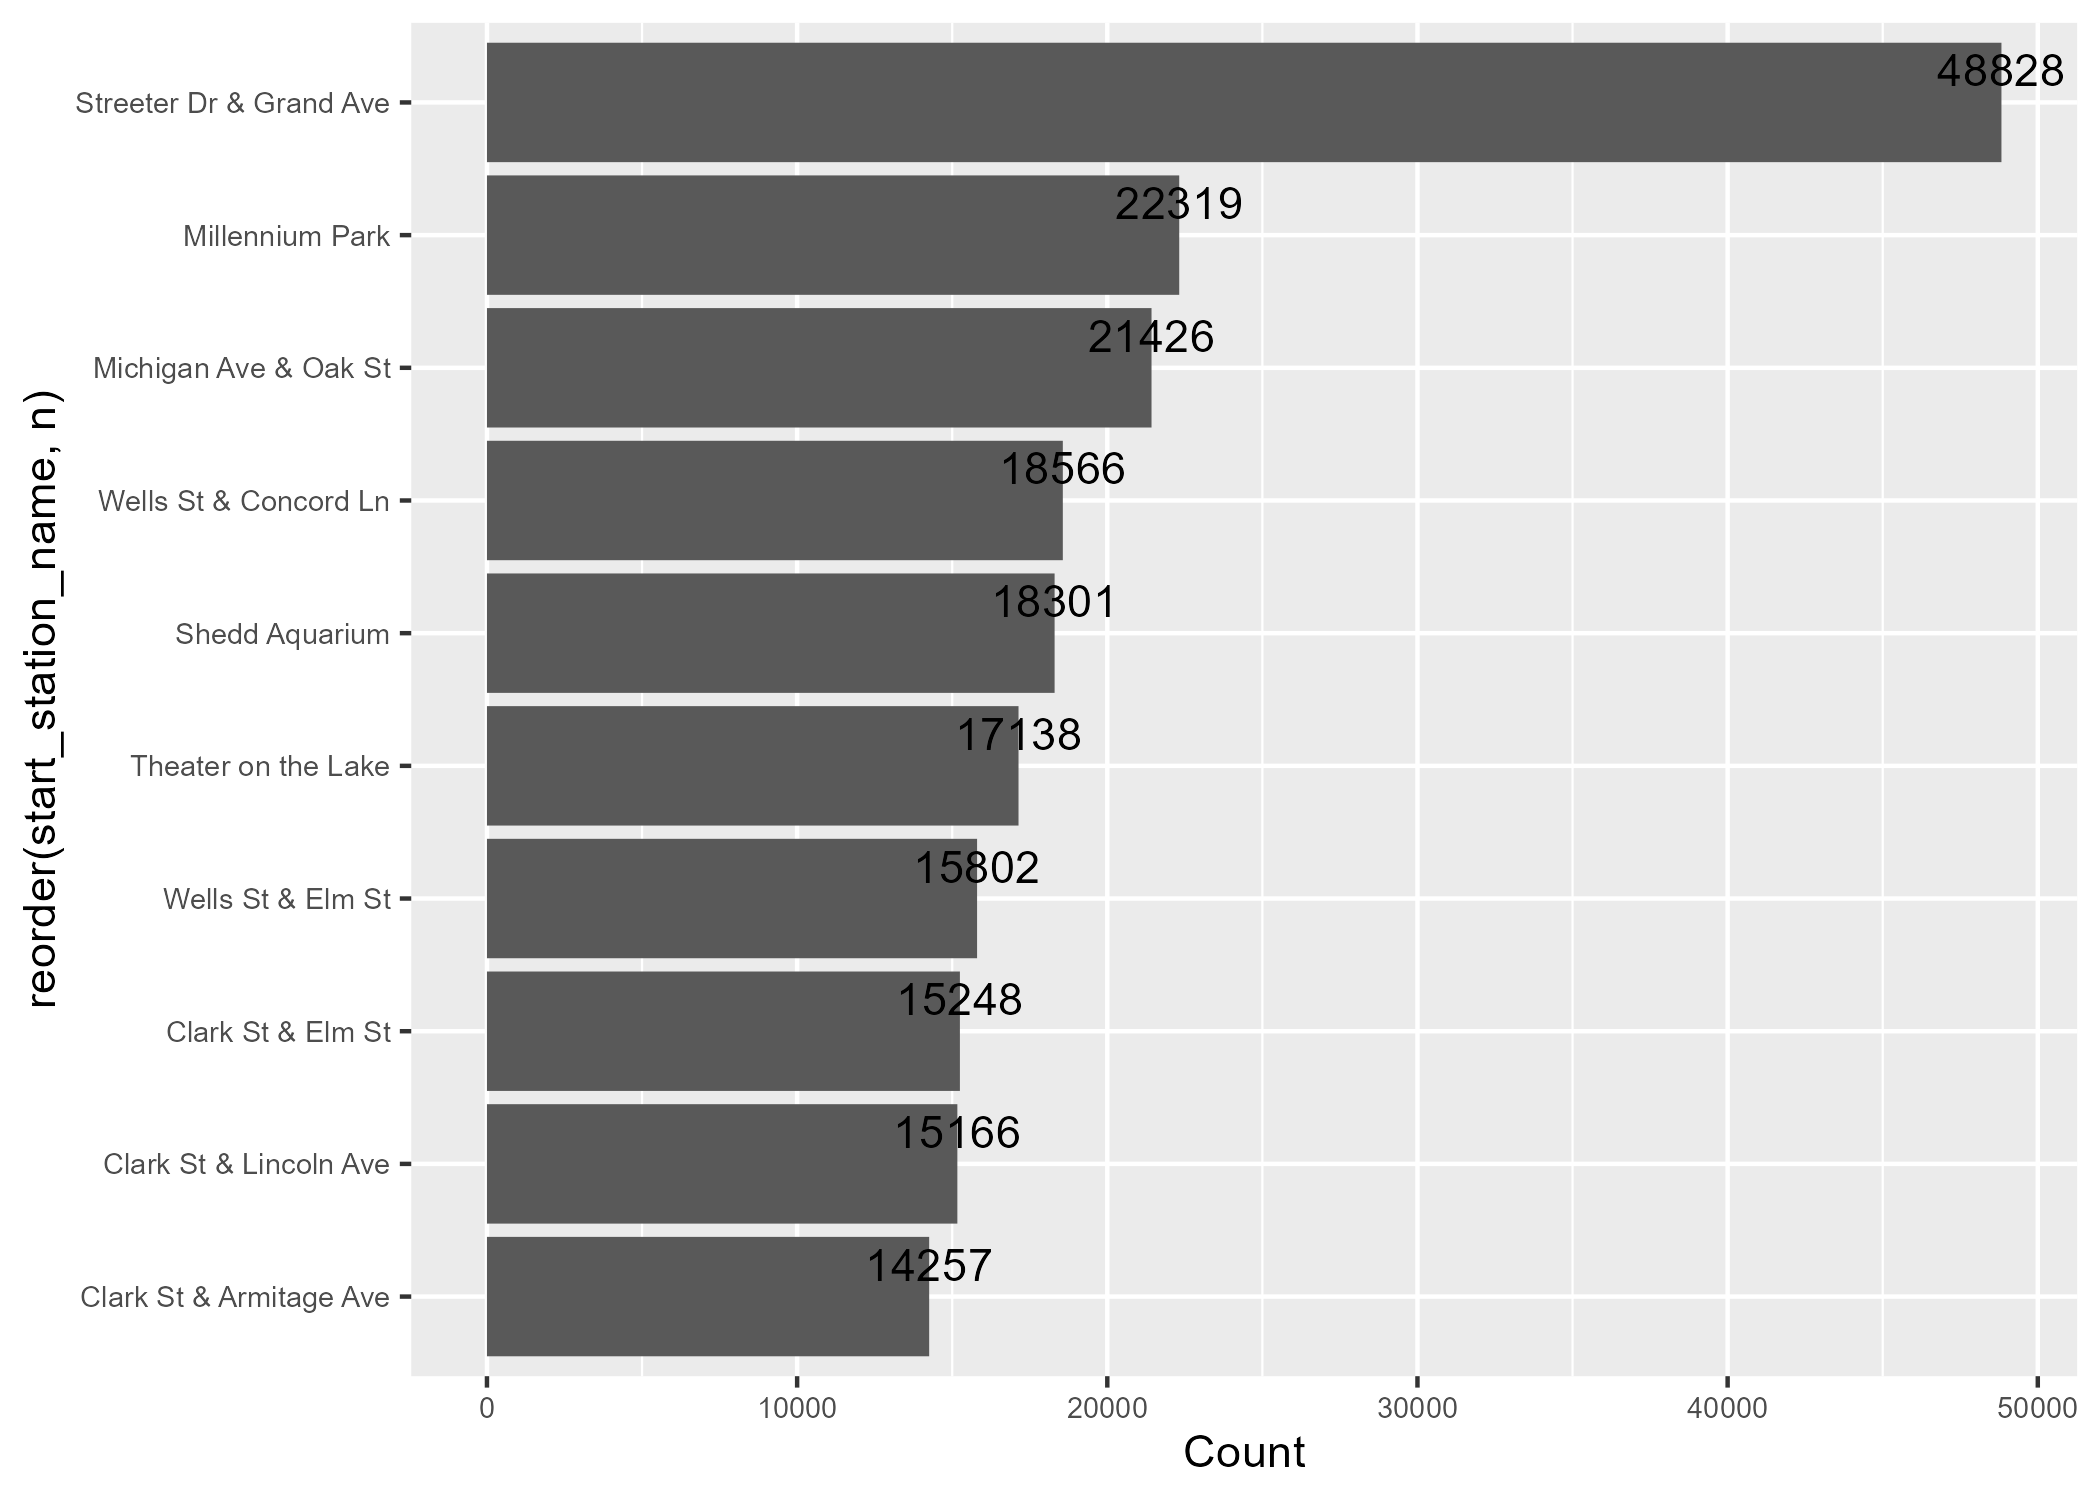 reorder(start_station_name, n)
Streeter Dr & Grand Ave 48828
Millennium Park 22319
Michigan Ave & Oak St 21426
Wells St & Concord Ln 18566
Shedd Aquarium 18301
Theater on the Lake 17138
Wells St & Elm St 15802
Clark St & Elm St 15248
Clark St & Lincoln Ave 15166
Clark St & Armitage Ave 14257
0 10000 20000 30000 40000 50000
Count